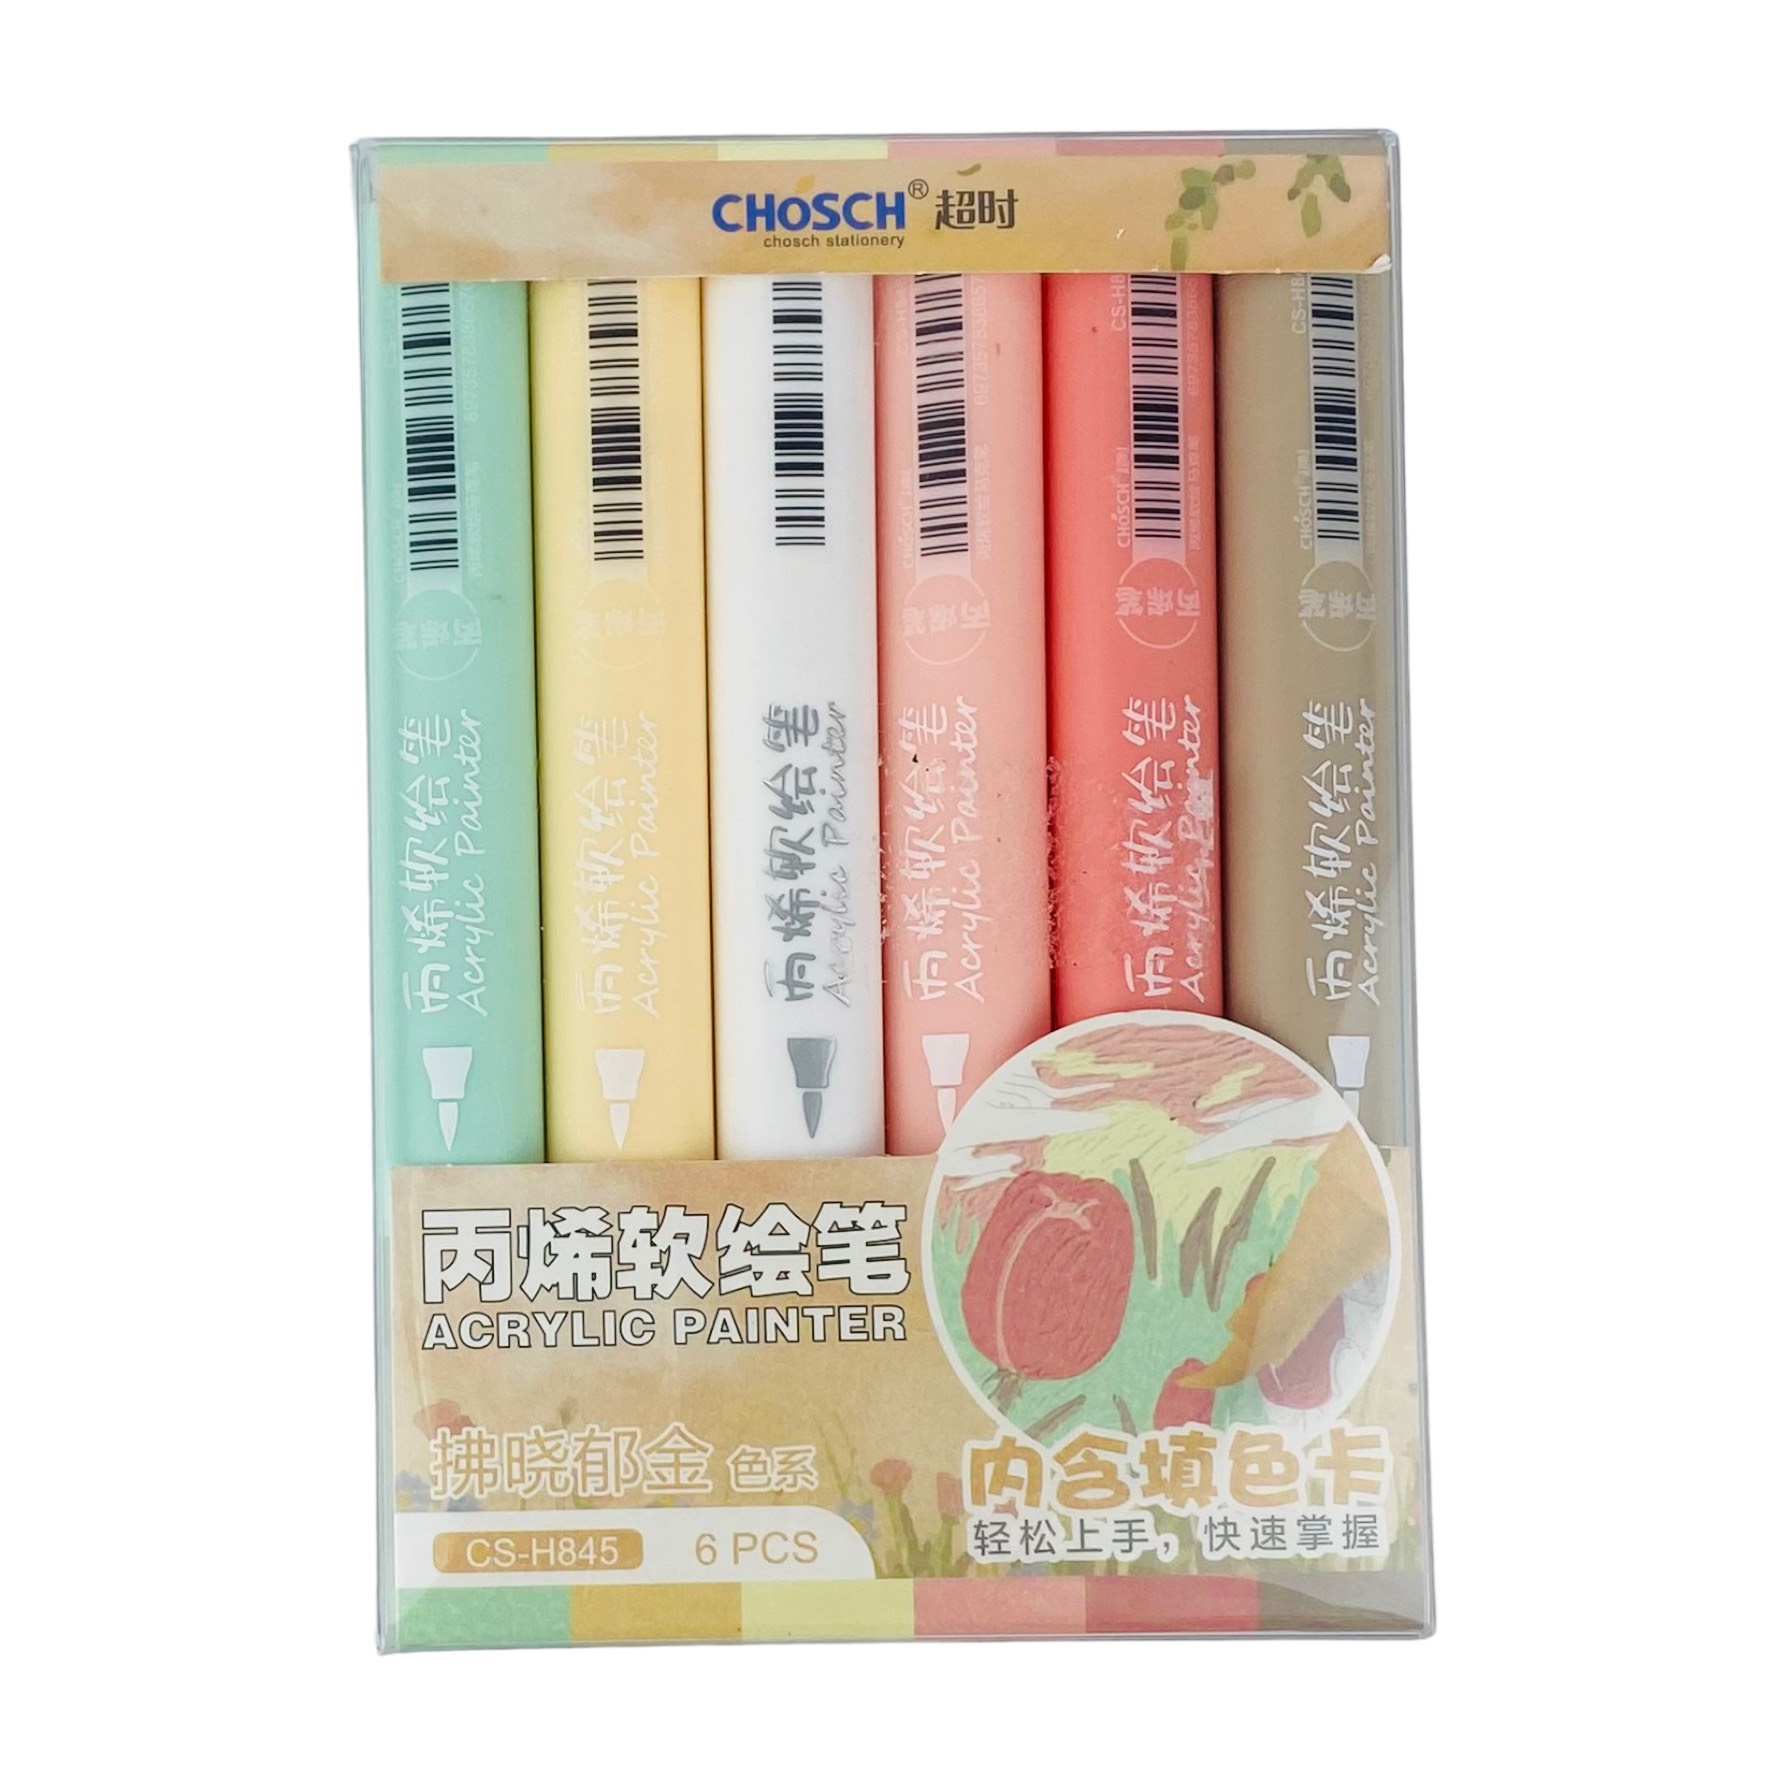 CHOSCH® 超时
chosch stationery
丙烯软绘笔
Acrylic Painter
丙烯软绘笔
Acrylic Painter
丙烯软绘笔
Acrylic Painter
CHOSCH
丙烯软绘笔
Acrylic Painter
CHOSCH
丙烯软绘笔
Acrylic Painter
CHOSCH
丙烯软绘笔
Acrylic Painter
丙烯软绘笔
ACRYLIC PAINTER
拂晓郁金 色系
CS-H845 6 PCS
内含填色卡
轻松上手，快速掌握